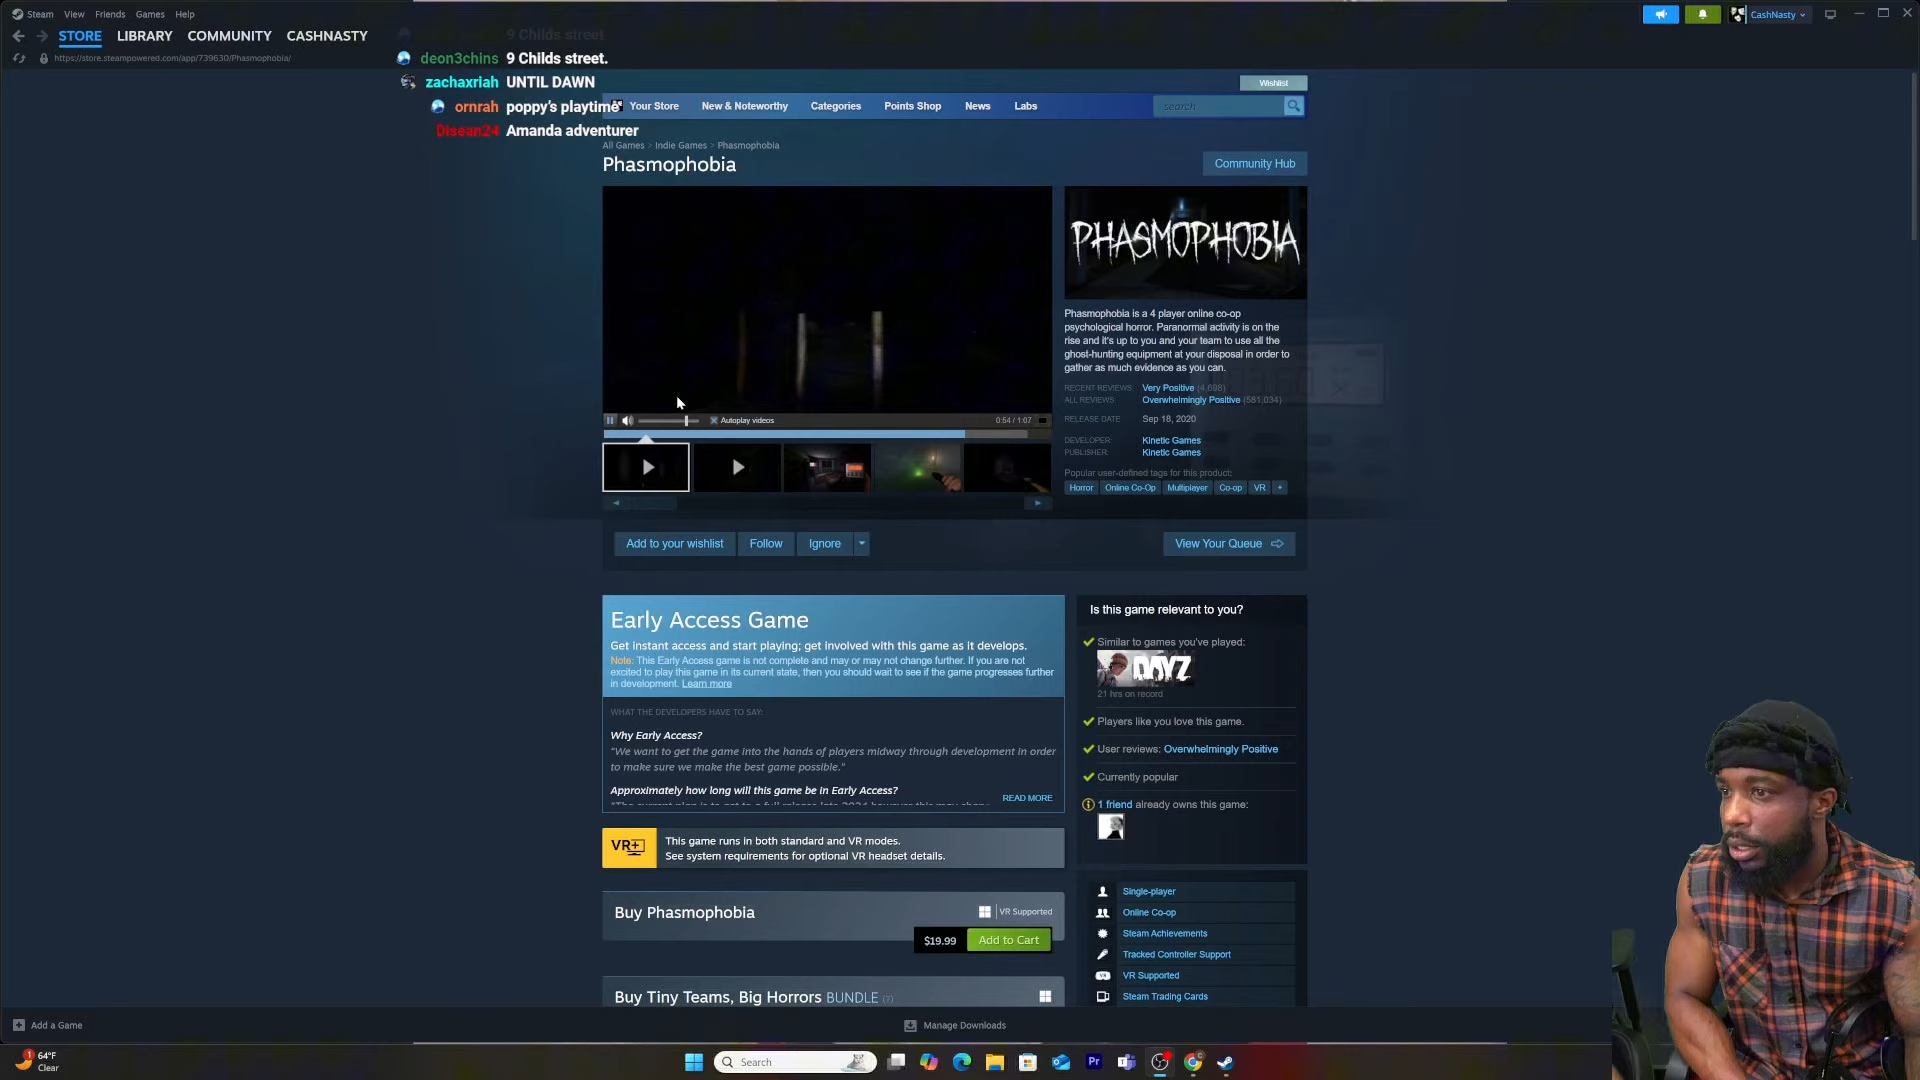 Steam View Friends Games Help
CashNasty
STORE LIBRARY COMMUNITY CASHNASTY
9 Childs street
https://store.steampowered.com/app/739630/Phasmophobia/
deon3chins 9 Childs street.
zachaxriah UNTIL DAWN
ornrah poppy's playtime
Disean24 Amanda adventurer
Wishlist
Your Store New & Noteworthy Categories Points Shop News Labs search
All Games > Indie Games > Phasmophobia
Phasmophobia
Community Hub
PHASMOPHOBIA
Phasmophobia is a 4 player online co-op
psychological horror. Paranormal activity is on the
rise and it's up to you and your team to use all the
ghost-hunting equipment at your disposal in order to
gather as much evidence as you can.
RECENT REVIEWS: Very Positive (4,698)
ALL REVIEWS: Overwhelmingly Positive (581,034)
RELEASE DATE: Sep 18, 2020
DEVELOPER: Kinetic Games
PUBLISHER: Kinetic Games
Popular user-defined tags for this product:
Horror Online Co-Op Multiplayer Co-op VR +
Autoplay videos
0:54 / 1:07
Add to your wishlist Follow Ignore
View Your Queue
Early Access Game
Get instant access and start playing; get involved with this game as it develops.
Note: This Early Access game is not complete and may or may not change further. If you are not
excited to play this game in its current state, then you should wait to see if the game progresses further
in development. Learn more
WHAT THE DEVELOPERS HAVE TO SAY:
Why Early Access?
"We want to get the game into the hands of players midway through development in order
to make sure we make the best game possible."
Approximately how long will this game be in Early Access?
READ MORE
VR+
This game runs in both standard and VR modes.
See system requirements for optional VR headset details.
Buy Phasmophobia
VR Supported
$19.99 Add to Cart
Buy Tiny Teams, Big Horrors BUNDLE (?)
Is this game relevant to you?
Similar to games you've played:
DAYZ
21 hrs on record
Players like you love this game.
User reviews: Overwhelmingly Positive
Currently popular
1 friend already owns this game:
Single-player
Online Co-op
Steam Achievements
Tracked Controller Support
VR Supported
Steam Trading Cards
Add a Game
Manage Downloads
1
64°F
Clear
Search
Pr